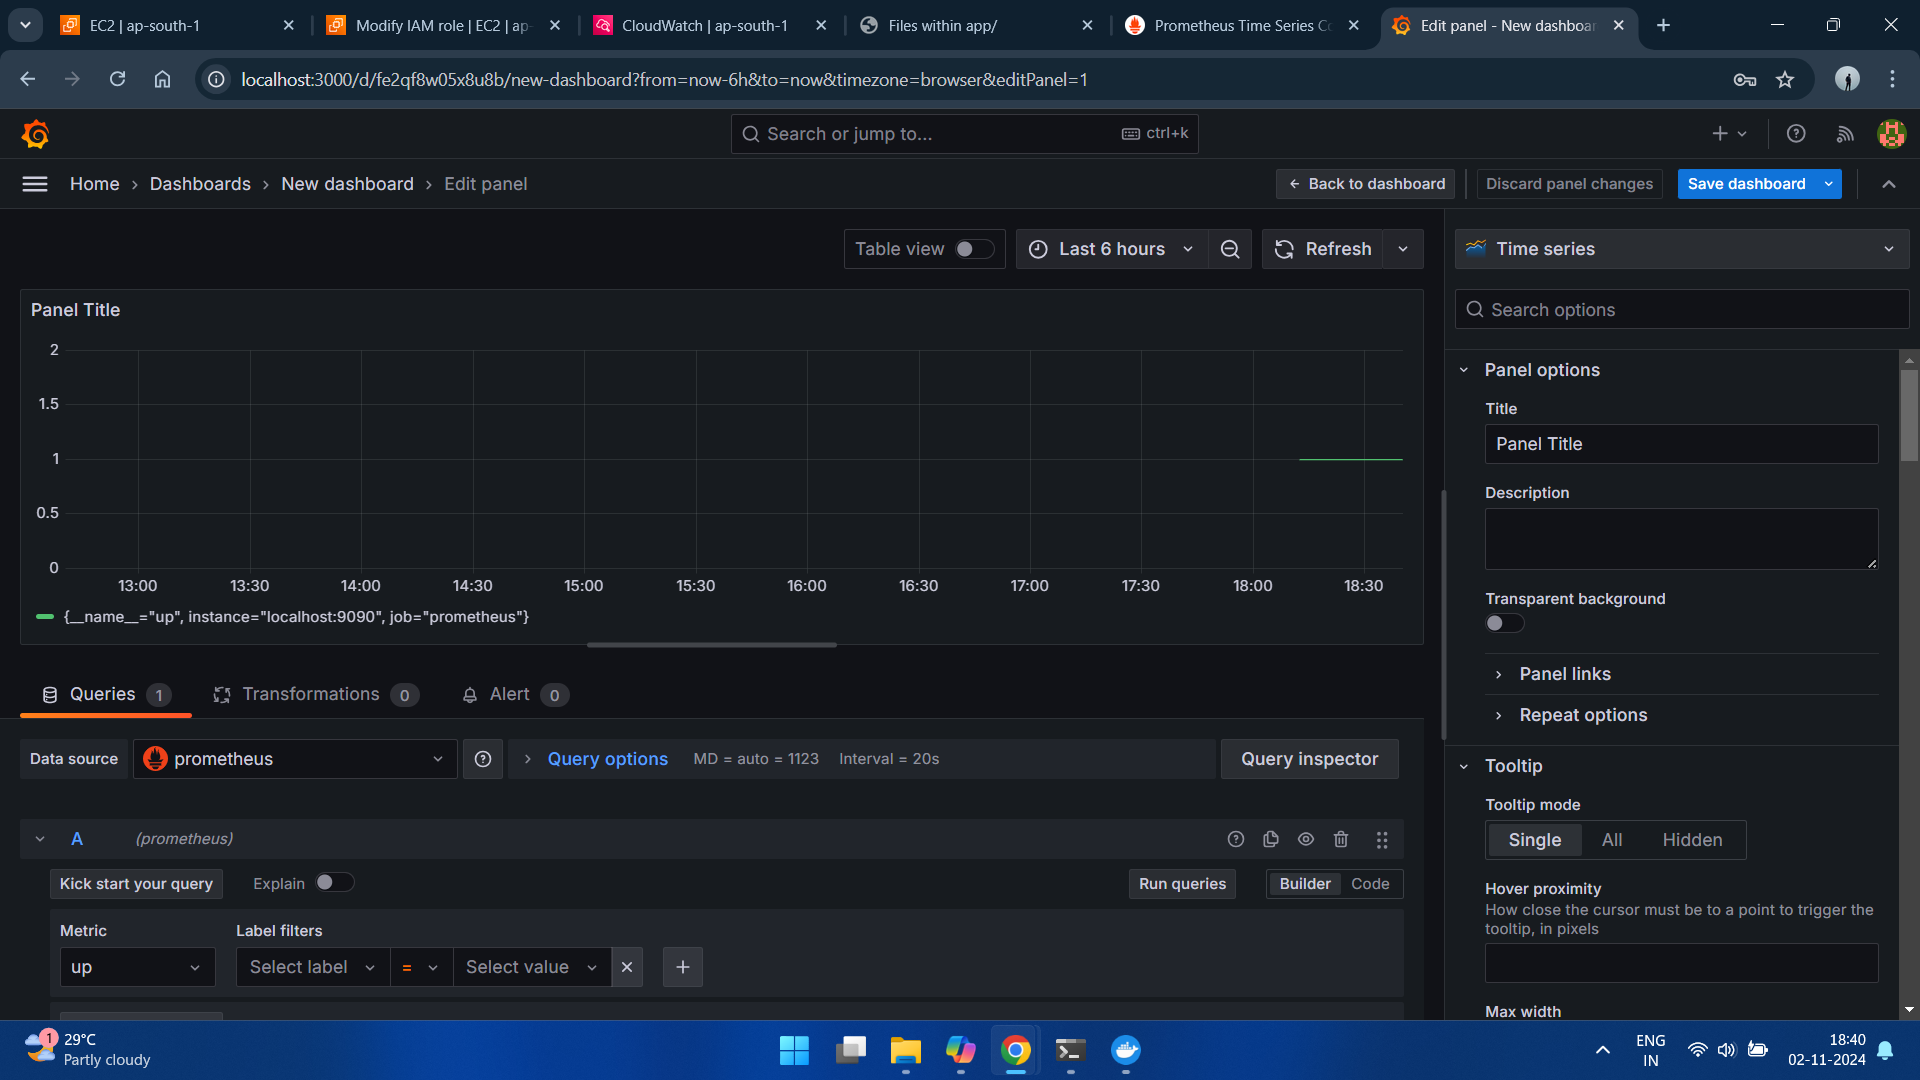 EC2 | ap-south-1
Modify IAM role | EC2 | ap-
CloudWatch | ap-south-1
Files within app/
Prometheus Time Series Co
Edit panel - New dashboar
localhost:3000/d/fe2qf8w05x8u8b/new-dashboard?from=now-6h&to=now&timezone=browser&editPanel=1
Search or jump to...
ctrl+k
Home › Dashboards › New dashboard › Edit panel
← Back to dashboard
Discard panel changes
Save dashboard
Table view
Last 6 hours
Refresh
Time series
Search options
Panel Title
2
1.5
1
0.5
0
13:00 13:30 14:00 14:30 15:00 15:30 16:00 16:30 17:00 17:30 18:00 18:30
{__name__="up", instance="localhost:9090", job="prometheus"}
Panel options
Title
Panel Title
Description
Transparent background
Panel links
Repeat options
Queries 1
Transformations 0
Alert 0
Data source
prometheus
Query options
MD = auto = 1123
Interval = 20s
Query inspector
A
(prometheus)
Kick start your query
Explain
Run queries
Builder
Code
Metric
Label filters
up
Select label
=
Select value
Tooltip
Tooltip mode
Single
All
Hidden
Hover proximity
How close the cursor must be to a point to trigger the
tooltip, in pixels
Max width
1
29°C
Partly cloudy
ENG
IN
18:40
02-11-2024